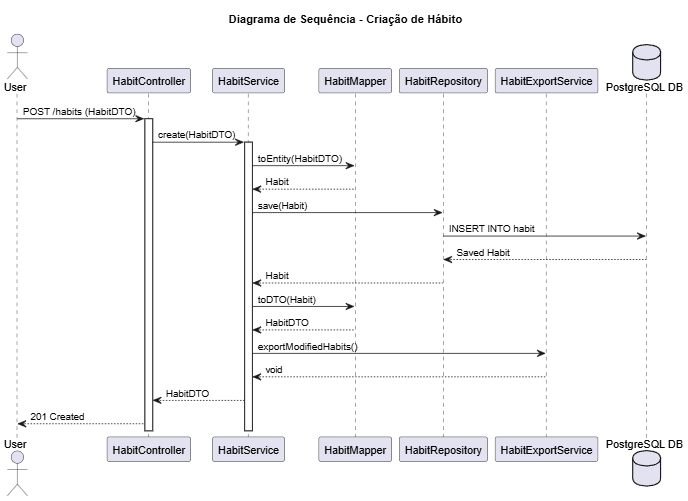 Diagrama de Sequência - Criação de Hábito
User
HabitController
HabitService
HabitMapper
HabitRepository
HabitExportService
PostgreSQL DB
POST /habits (HabitDTO)
create(HabitDTO)
toEntity(HabitDTO)
Habit
save(Habit)
INSERT INTO habit
Saved Habit
Habit
toDTO(Habit)
HabitDTO
exportModifiedHabits()
void
HabitDTO
201 Created
User
HabitController
HabitService
HabitMapper
HabitRepository
HabitExportService
PostgreSQL DB